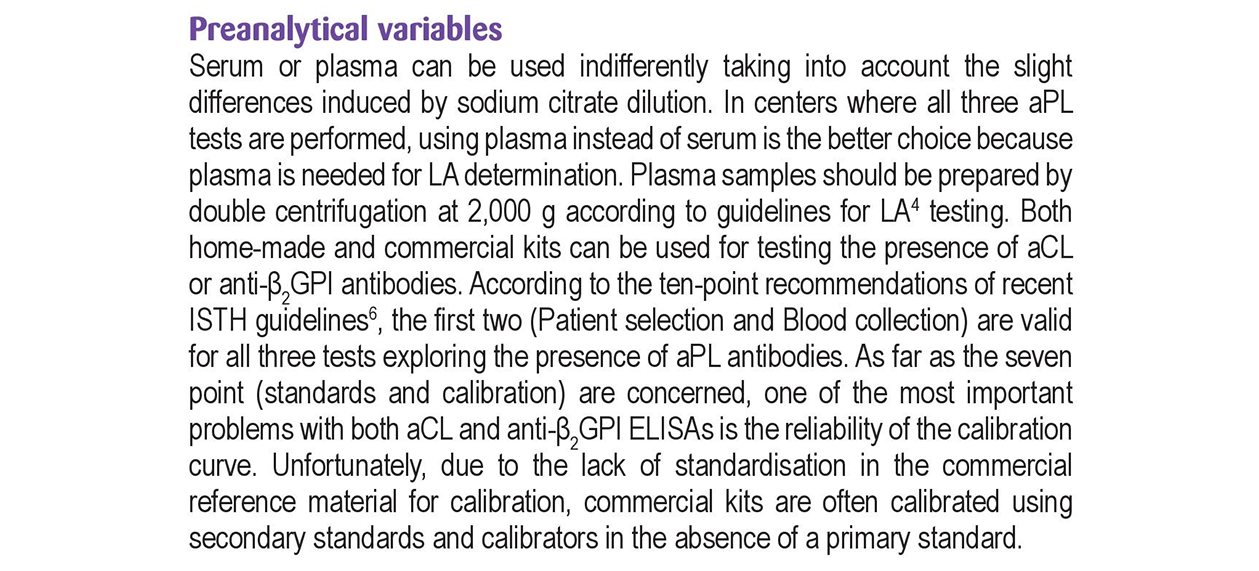 Preanalytical variables
Serum or plasma can be used indifferently taking into account the slight
differences induced by sodium citrate dilution. In centers where all three aPL
tests are performed, using plasma instead of serum is the better choice because
plasma is needed for LA determination. Plasma samples should be prepared by
double centrifugation at 2,000 g according to guidelines for LA⁴ testing. Both
home-made and commercial kits can be used for testing the presence of aCL
or anti-β₂GPI antibodies. According to the ten-point recommendations of recent
ISTH guidelines⁶, the first two (Patient selection and Blood collection) are valid
for all three tests exploring the presence of aPL antibodies. As far as the seven
point (standards and calibration) are concerned, one of the most important
problems with both aCL and anti-β₂GPI ELISAs is the reliability of the calibration
curve. Unfortunately, due to the lack of standardisation in the commercial
reference material for calibration, commercial kits are often calibrated using
secondary standards and calibrators in the absence of a primary standard.